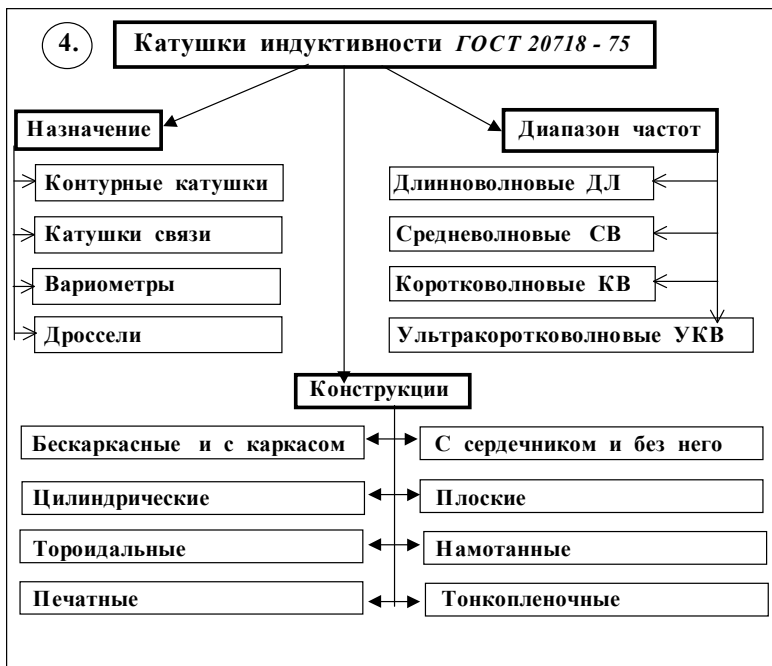 4. Катушки индуктивности ГОСТ 20718 - 75
Назначение
Диапазон частот
Контурные катушки
Длинноволновые ДЛ
Катушки связи
Средневолновые СВ
Вариометры
Коротковолновые КВ
Дроссели
Ультракоротковолновые УКВ
Конструкции
Бескаркасные и с каркасом
С сердечником и без него
Цилиндрические
Плоские
Тороидальные
Намотанные
Печатные
Тонкопленочные